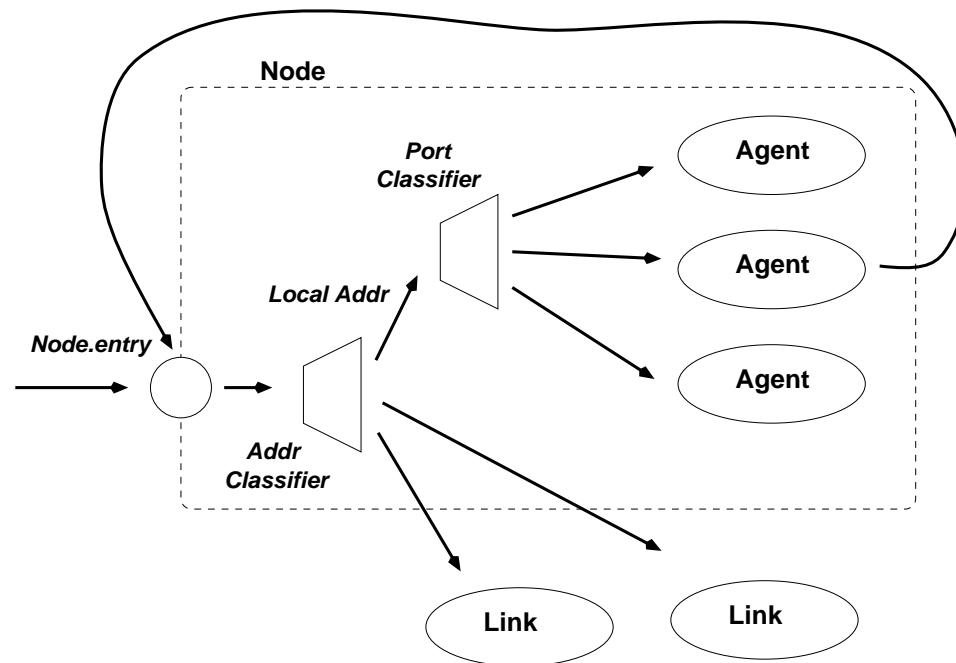 Node
Port
Classifier
Agent
Agent
Local Addr
Node.entry
Agent
Addr
Classifier
Link
Link